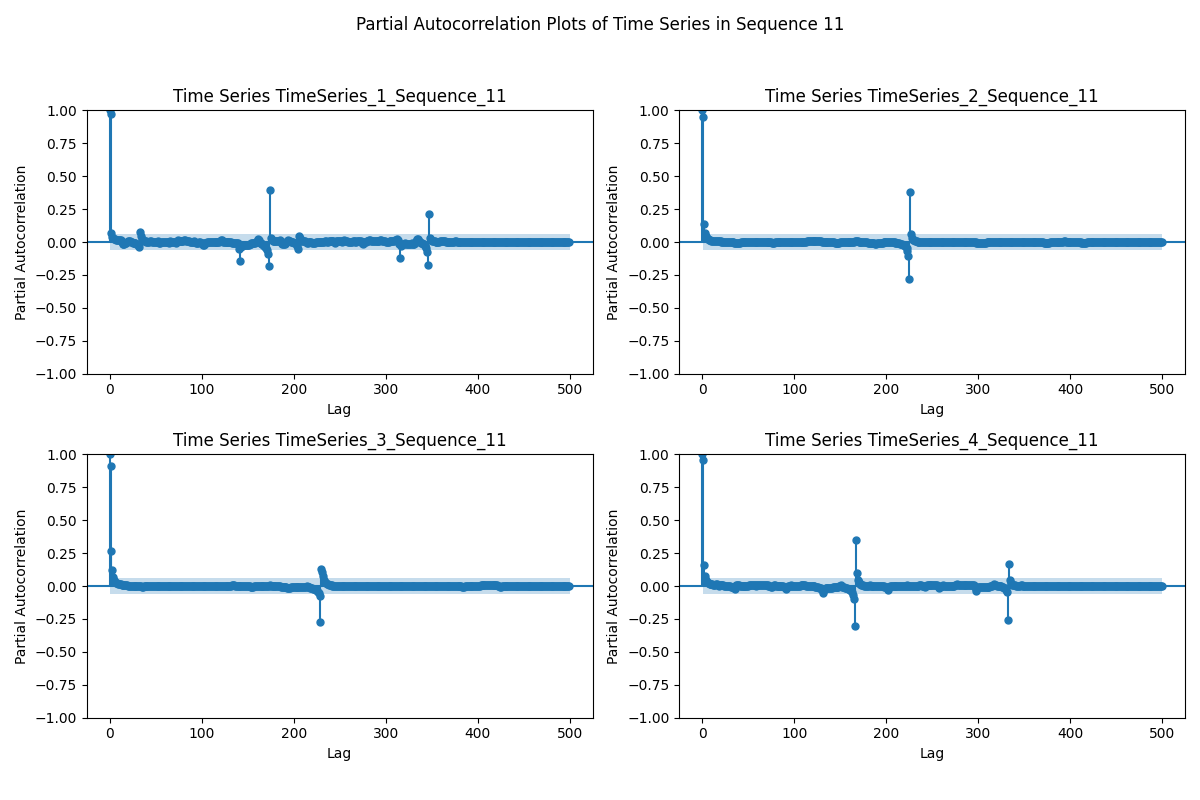 Partial Autocorrelation Plots of Time Series in Sequence 11
Time Series TimeSeries_1_Sequence_11
Partial Autocorrelation
1.00
0.75
0.50
0.25
0.00
−0.25
−0.50
−0.75
−1.00
0 100 200 300 400 500
Lag
Time Series TimeSeries_2_Sequence_11
Partial Autocorrelation
1.00
0.75
0.50
0.25
0.00
−0.25
−0.50
−0.75
−1.00
0 100 200 300 400 500
Lag
Time Series TimeSeries_3_Sequence_11
Partial Autocorrelation
1.00
0.75
0.50
0.25
0.00
−0.25
−0.50
−0.75
−1.00
0 100 200 300 400 500
Lag
Time Series TimeSeries_4_Sequence_11
Partial Autocorrelation
1.00
0.75
0.50
0.25
0.00
−0.25
−0.50
−0.75
−1.00
0 100 200 300 400 500
Lag